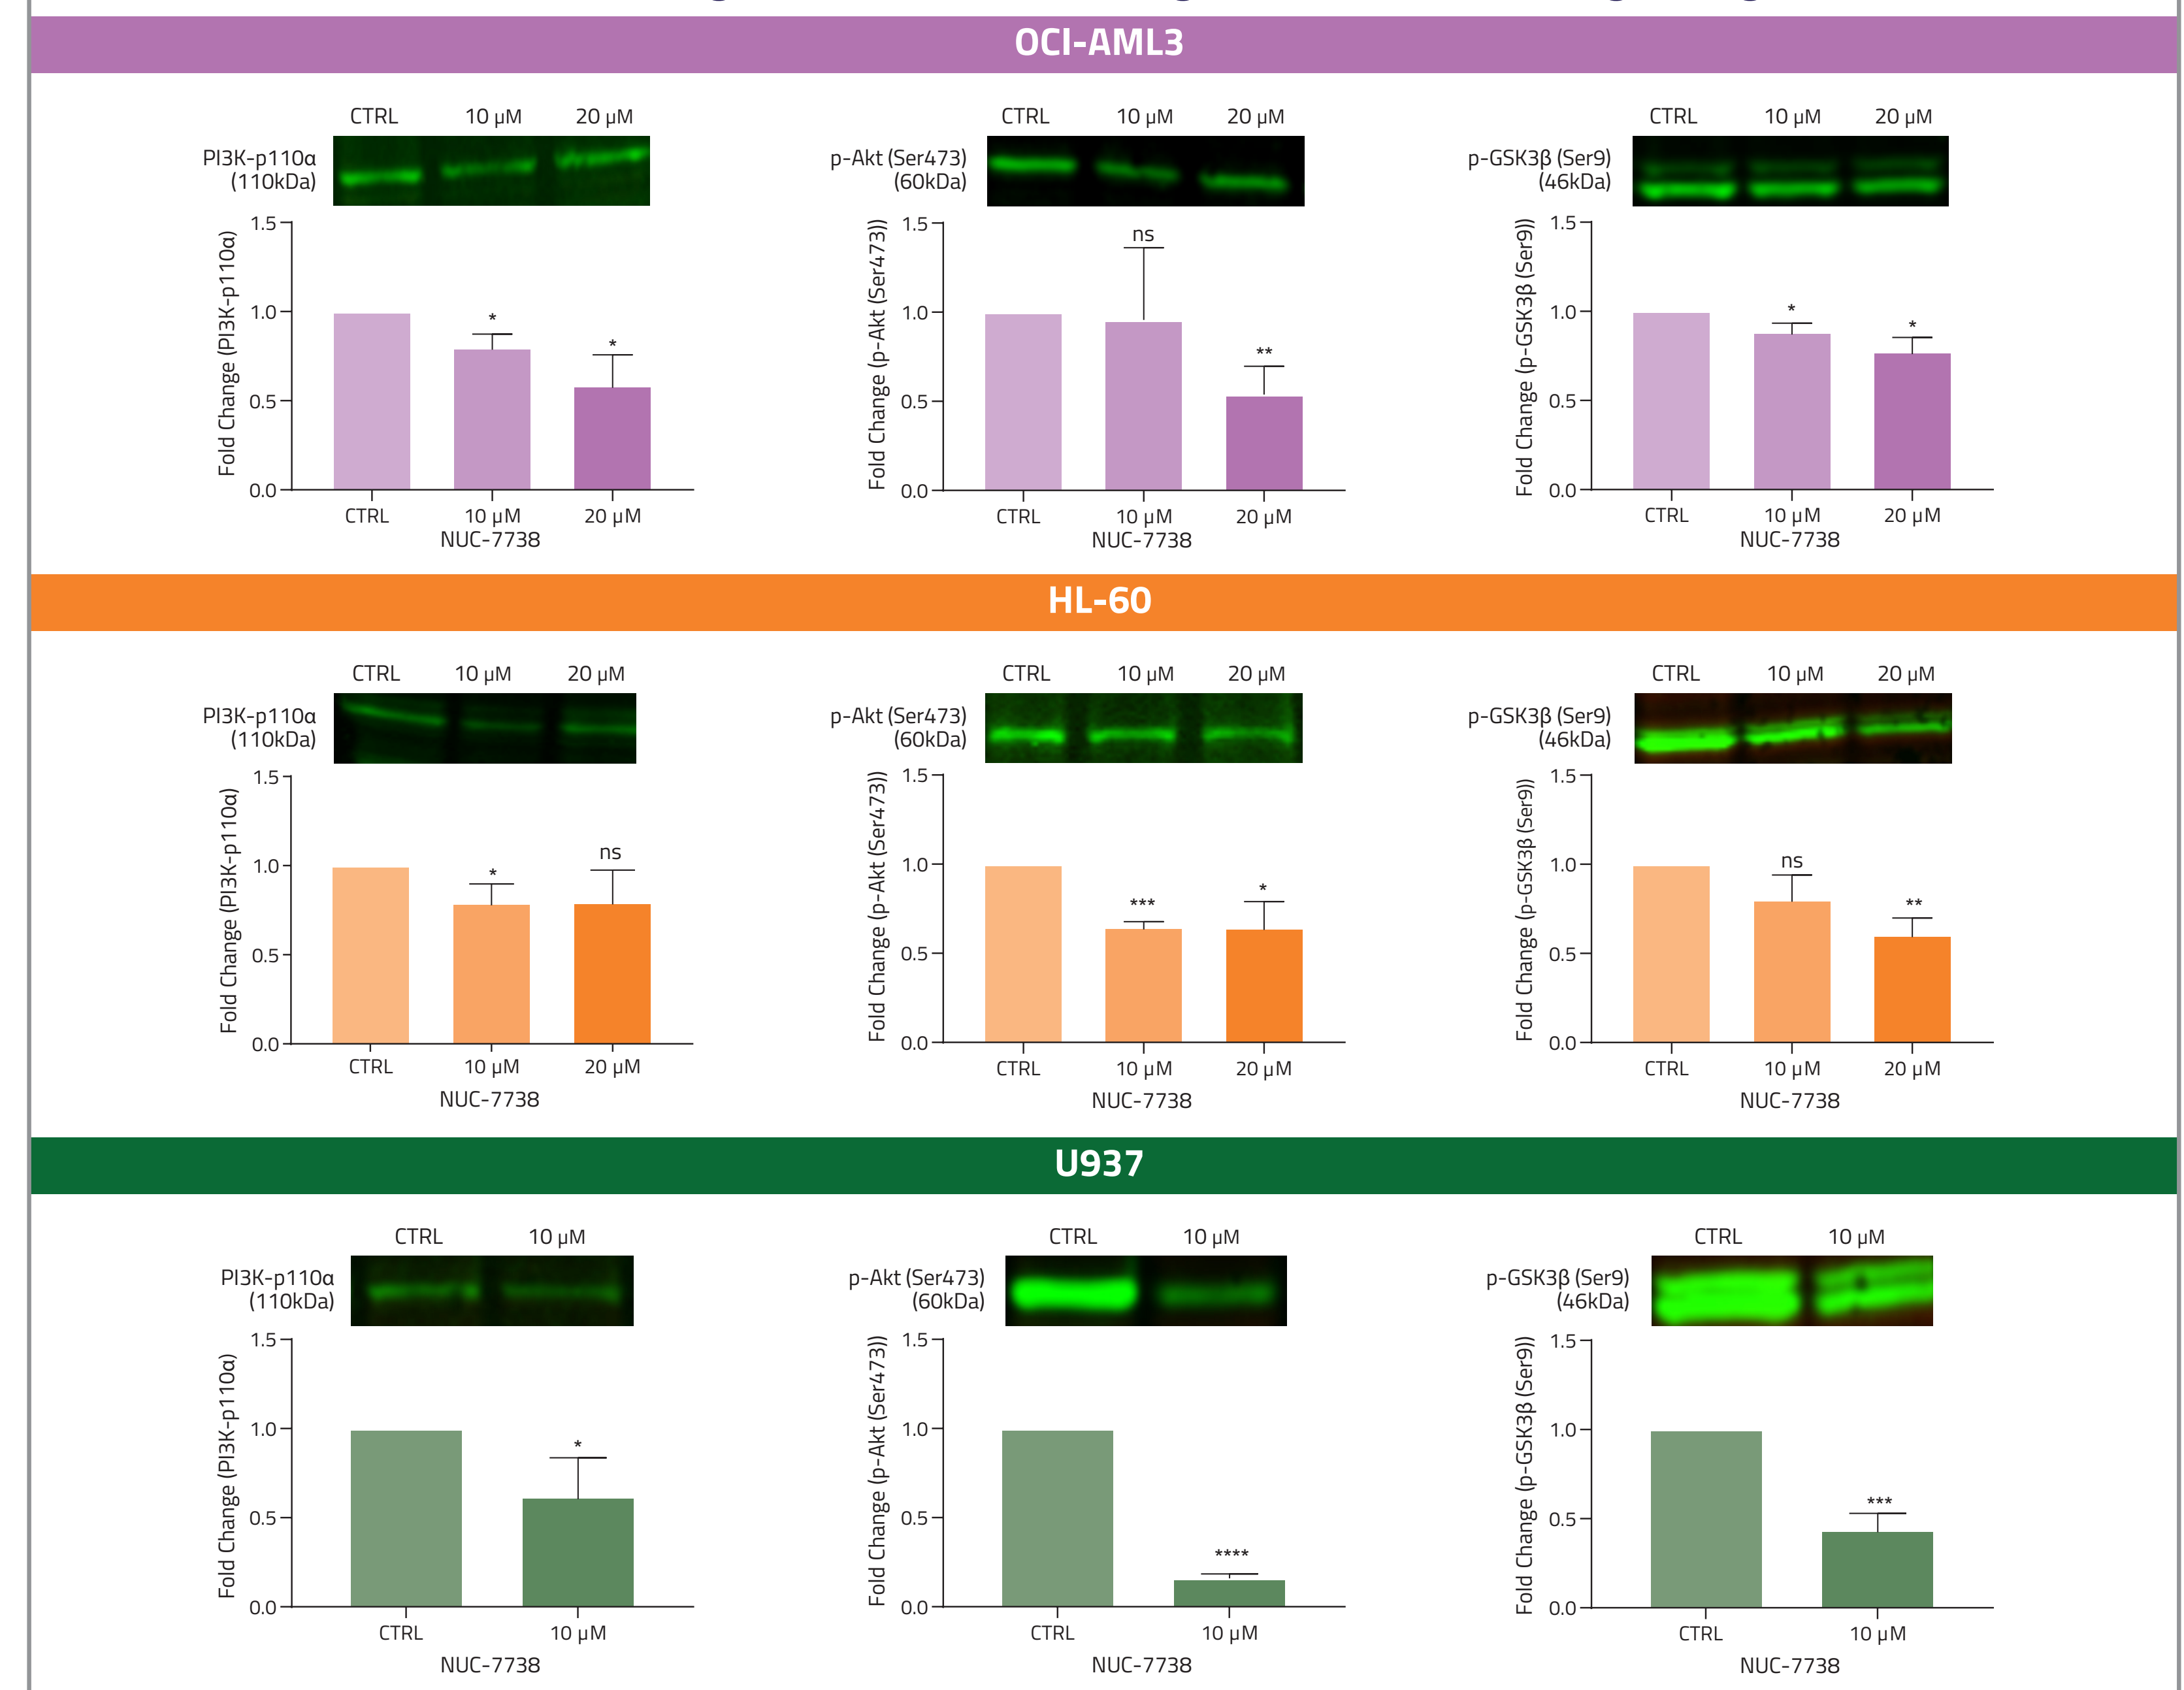 OCI-AML3
CTRL 10 µM 20 µM
PI3K-p110α
(110kDa)
Fold Change (PI3K-p110α)
1.5
1.0
0.5
0.0
*
*
CTRL 10 µM 20 µM
NUC-7738
CTRL 10 µM 20 µM
p-Akt (Ser473)
(60kDa)
Fold Change (p-Akt (Ser473))
1.5
1.0
0.5
0.0
ns
**
CTRL 10 µM 20 µM
NUC-7738
CTRL 10 µM 20 µM
p-GSK3β (Ser9)
(46kDa)
Fold Change (p-GSK3β (Ser9))
1.5
1.0
0.5
0.0
*
*
CTRL 10 µM 20 µM
NUC-7738
HL-60
CTRL 10 µM 20 µM
PI3K-p110α
(110kDa)
Fold Change (PI3K-p110α)
1.5
1.0
0.5
0.0
*
ns
CTRL 10 µM 20 µM
NUC-7738
CTRL 10 µM 20 µM
p-Akt (Ser473)
(60kDa)
Fold Change (p-Akt (Ser473))
1.5
1.0
0.5
0.0
***
*
CTRL 10 µM 20 µM
NUC-7738
CTRL 10 µM 20 µM
p-GSK3β (Ser9)
(46kDa)
Fold Change (p-GSK3β (Ser9))
1.5
1.0
0.5
0.0
ns
**
CTRL 10 µM 20 µM
NUC-7738
U937
CTRL 10 µM
PI3K-p110α
(110kDa)
Fold Change (PI3K-p110α)
1.5
1.0
0.5
0.0
*
CTRL 10 µM
NUC-7738
CTRL 10 µM
p-Akt (Ser473)
(60kDa)
Fold Change (p-Akt (Ser473))
1.5
1.0
0.5
0.0
****
CTRL 10 µM
NUC-7738
CTRL 10 µM
p-GSK3β (Ser9)
(46kDa)
Fold Change (p-GSK3β (Ser9))
1.5
1.0
0.5
0.0
***
CTRL 10 µM
NUC-7738